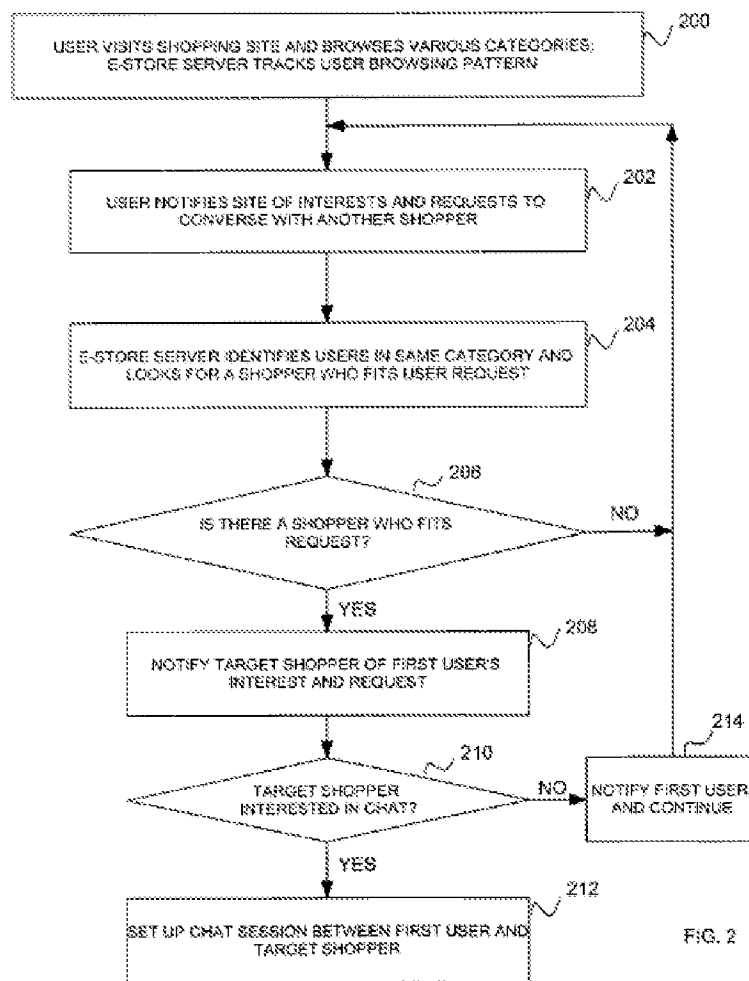 200
USER VISITS SHOPPING SITE AND BROWSES VARIOUS CATEGORIES;
E-STORE SERVER TRACKS USER BROWSING PATTERN
202
USER NOTIFIES SITE OF INTERESTS AND REQUESTS TO
CONVERSE WITH ANOTHER SHOPPER
204
E-STORE SERVER IDENTIFIES USERS IN SAME CATEGORY AND
LOOKS FOR A SHOPPER WHO FITS USER REQUEST
206
IS THERE A SHOPPER WHO FITS
REQUEST?
NO
YES
208
NOTIFY TARGET SHOPPER OF FIRST USER'S
INTEREST AND REQUEST
214
210
TARGET SHOPPER
INTERESTED IN CHAT?
NO
NOTIFY FIRST USER
AND CONTINUE
YES
212
SET UP CHAT SESSION BETWEEN FIRST USER AND
TARGET SHOPPER
FIG. 2